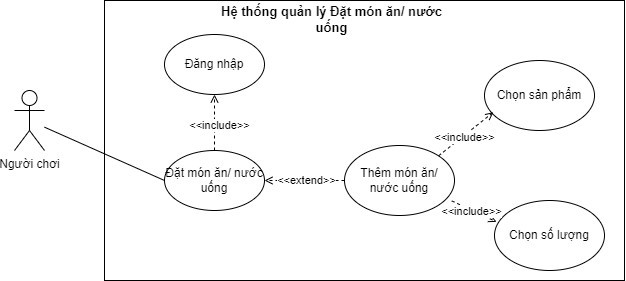 Hệ thống quản lý Đặt món ăn/ nước
uống
Đăng nhập
Chọn sản phẩm
<<include>>
<<include>>
Người chơi
Đặt món ăn/ nước
uống
<<extend>>
Thêm món ăn/
nước uống
<<include>>
Chọn số lượng